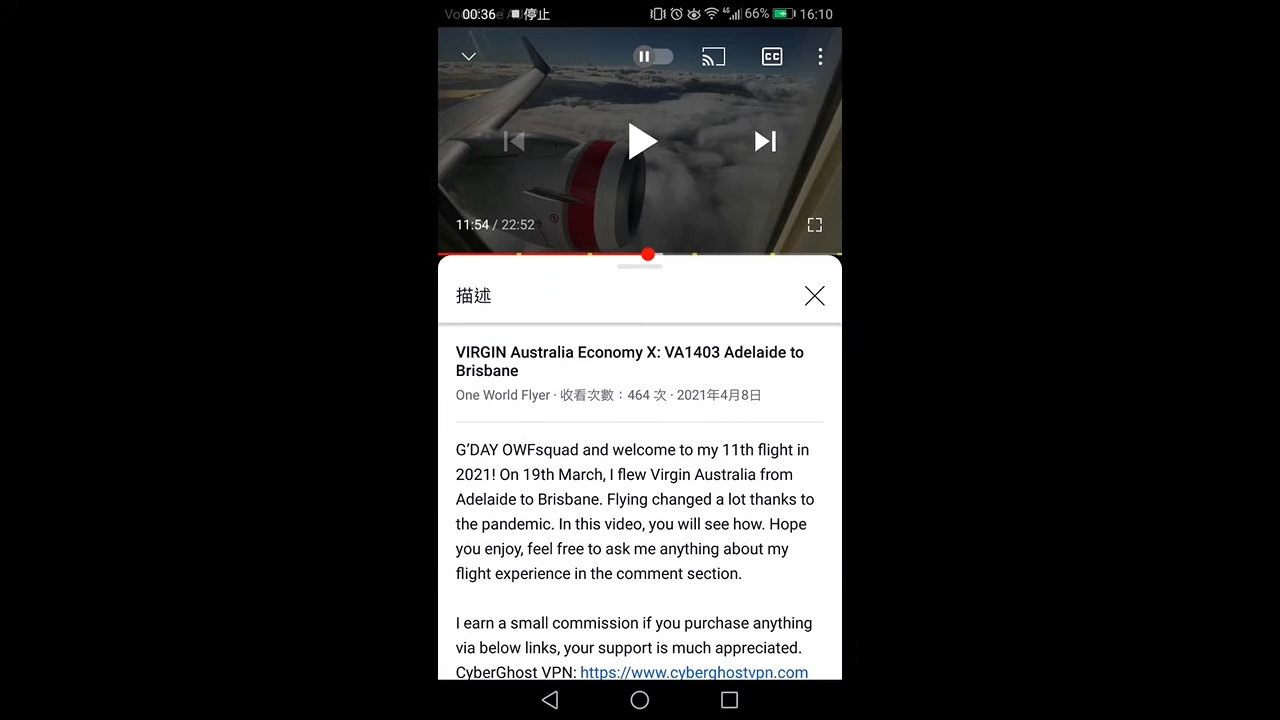 00:36 停止 4G 66% 16:10
CC
11:54 / 22:52
描述
VIRGIN Australia Economy X: VA1403 Adelaide to
Brisbane
One World Flyer · 收看次數：464 次 · 2021年4月8日
G'DAY OWFsquad and welcome to my 11th flight in
2021! On 19th March, I flew Virgin Australia from
Adelaide to Brisbane. Flying changed a lot thanks to
the pandemic. In this video, you will see how. Hope
you enjoy, feel free to ask me anything about my
flight experience in the comment section.
I earn a small commission if you purchase anything
via below links, your support is much appreciated.
CyberGhost VPN: https://www.cyberghostvpn.com